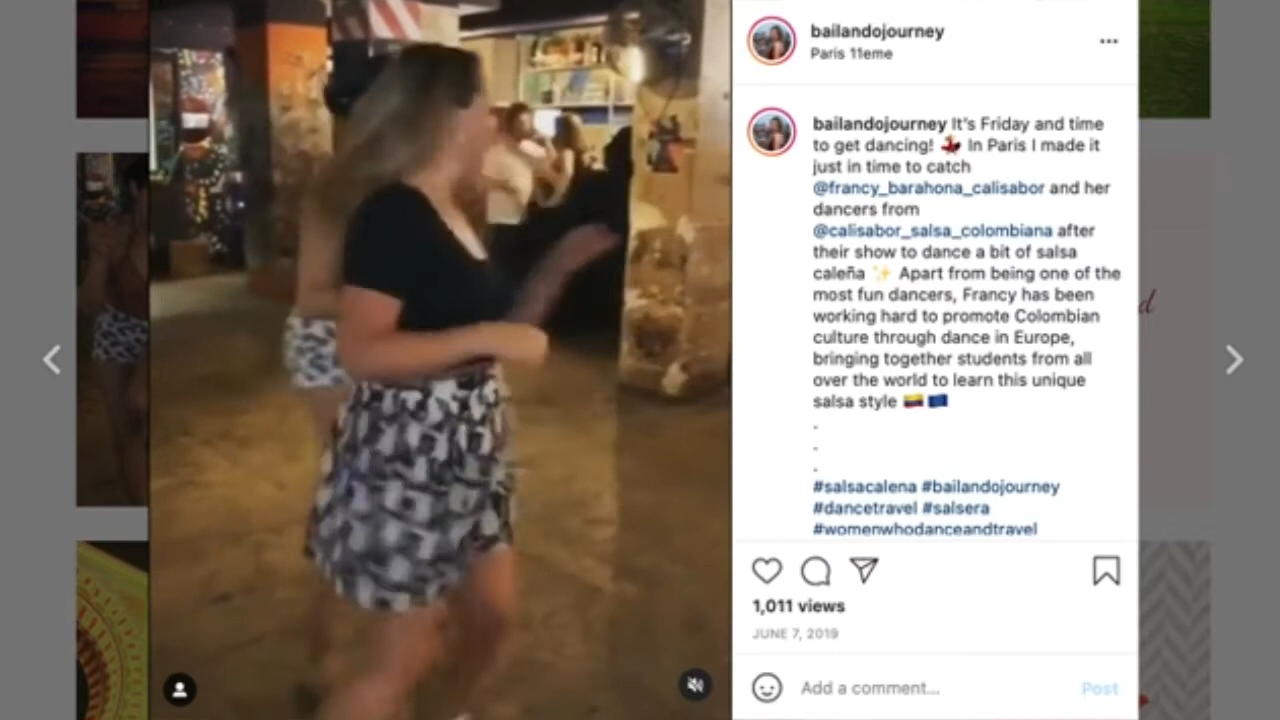 bailandojourney
Paris 11eme
bailandojourney It's Friday and time
to get dancing! 💃 In Paris I made it
just in time to catch
@francy_barahona_calisabor and her
dancers from
@calisabor_salsa_colombiana after
their show to dance a bit of salsa
caleña ✨ Apart from being one of the
most fun dancers, Francy has been
working hard to promote Colombian
culture through dance in Europe,
bringing together students from all
over the world to learn this unique
salsa style 🇨🇴 🇪🇺
.
.
.
#salsacalena #bailandojourney
#dancetravel #salsera
#womenwhodanceandtravel
1,011 views
JUNE 7, 2019
Add a comment... Post